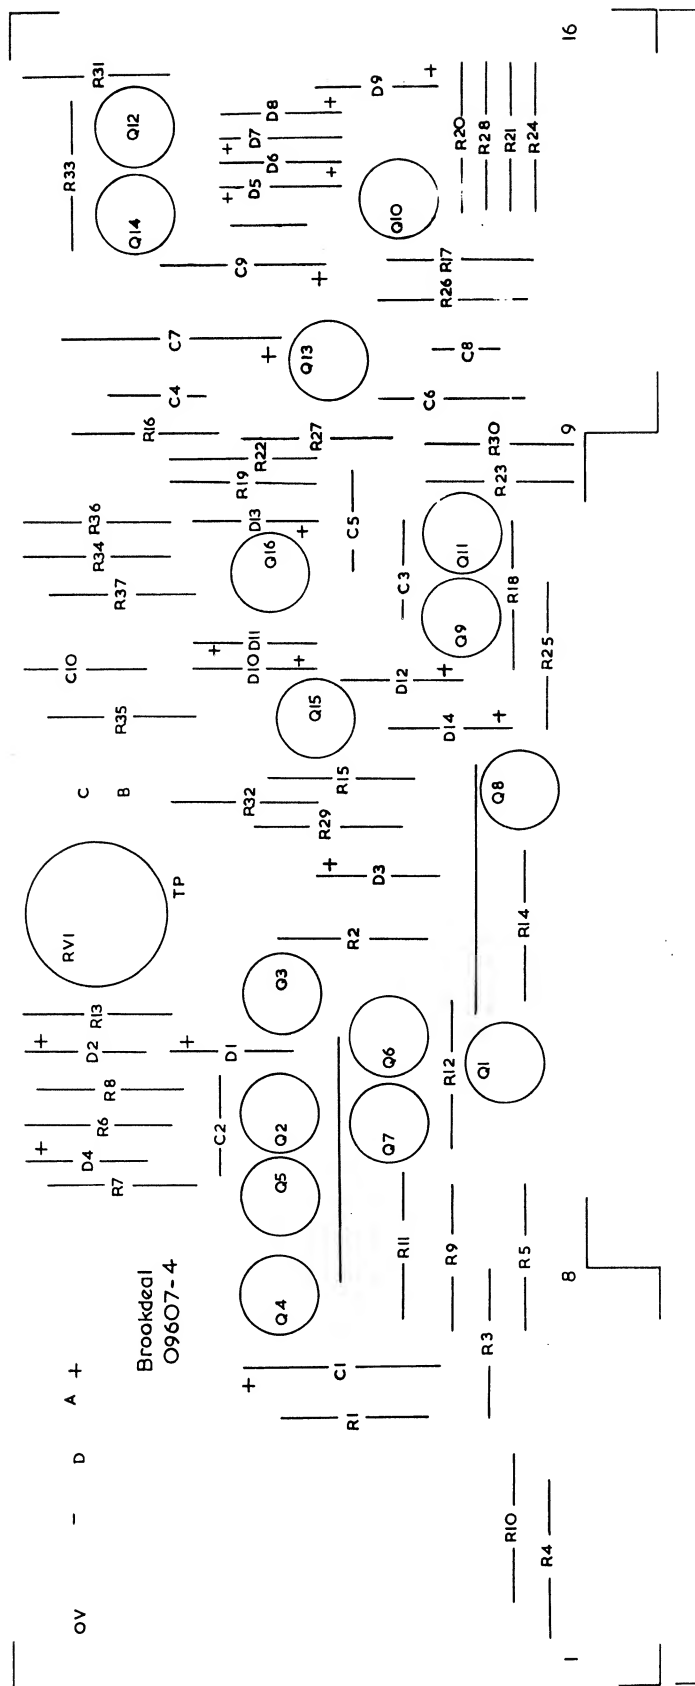 OV
-
D
A
+
RV1
C
C10
R33
R7
D4
+
R6
R8
D2
+
R13
B
R35
R37
R34
R36
R31
Q14
Q12
R16
Brookdeal
09607-4
TP
C4
C7
+
C2
D1
+
R32
D10
+
D11
+
R19
R22
D13
+
C9
+
D5
+
D6
+
D7
+
D8
+
Q4
Q5
Q2
Q3
Q16
Q15
R29
R27
Q13
C1
+
R1
R2
R15
C5
D3
+
D9
+
Q7
Q6
D12
+
C3
Q10
R11
D14
+
C6
R26
R17
R9
R12
Q9
Q11
C8
R20
R3
Q1
Q8
R23
R30
R28
R10
R18
R21
R5
R14
R24
R4
R25
1
8
9
16